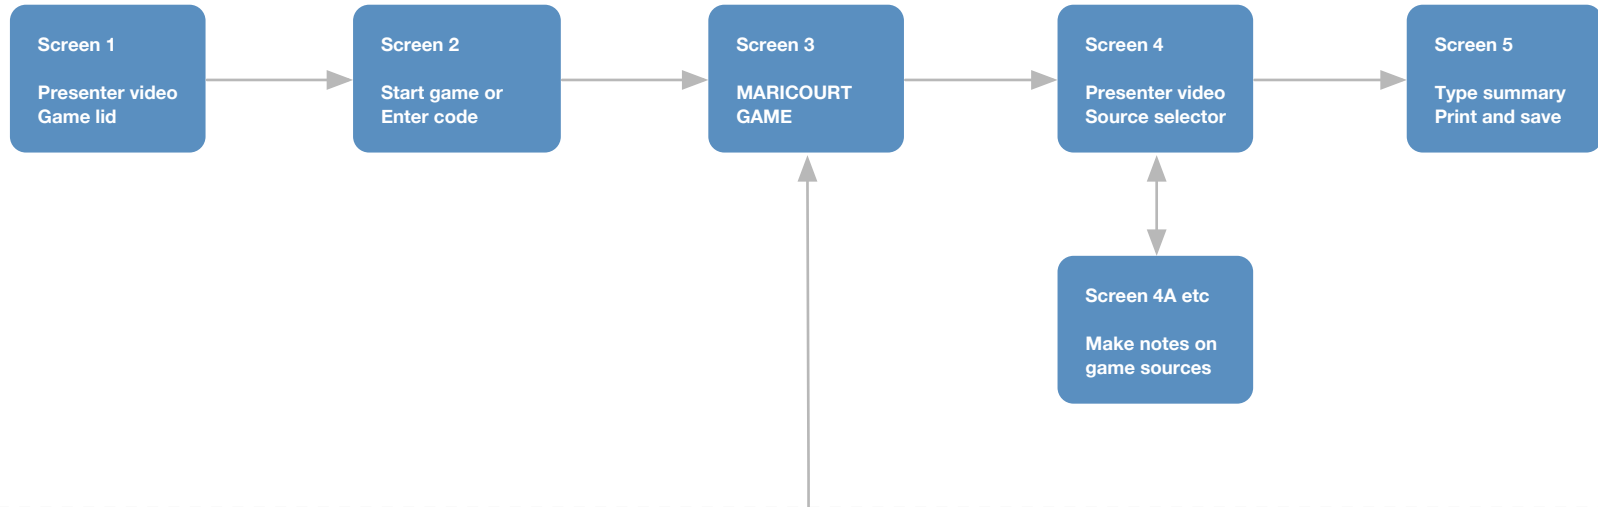 Screen 1
Presenter video
Game lid
Screen 2
Start game or
Enter code
Screen 3
MARICOURT
GAME
Screen 4
Presenter video
Source selector
Screen 5
Type summary
Print and save
Screen 4A etc
Make notes on
game sources